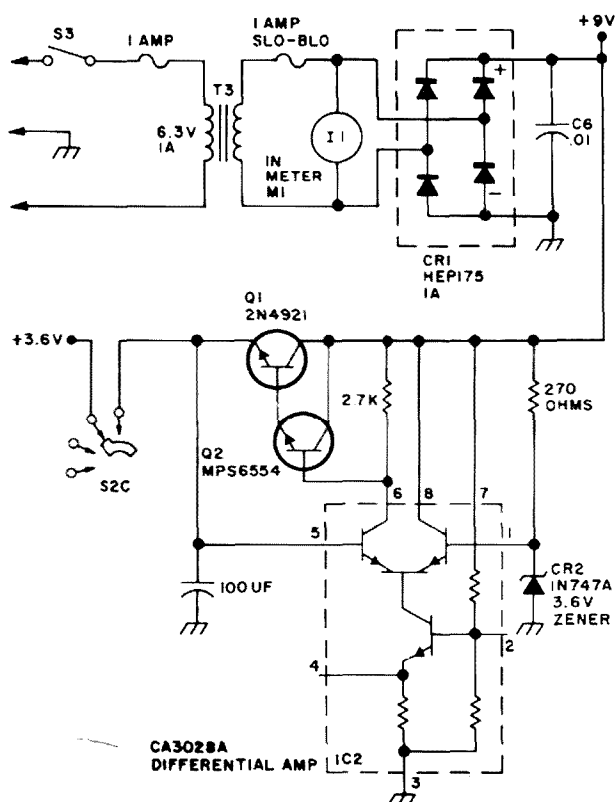 S3
1 AMP
1 AMP
SLO-BLO
+9V
T3
6.3V
1A
I1
IN
METER
M1
+
−
C6
.01
CR1
HEP175
1A
Q1
2N4921
+3.6V
S2C
Q2
MPS6554
2.7K
270
OHMS
6
8
7
5
1
100UF
CR2
1N747A
3.6V
ZENER
2
4
CA3028A
DIFFERENTIAL AMP
IC2
3